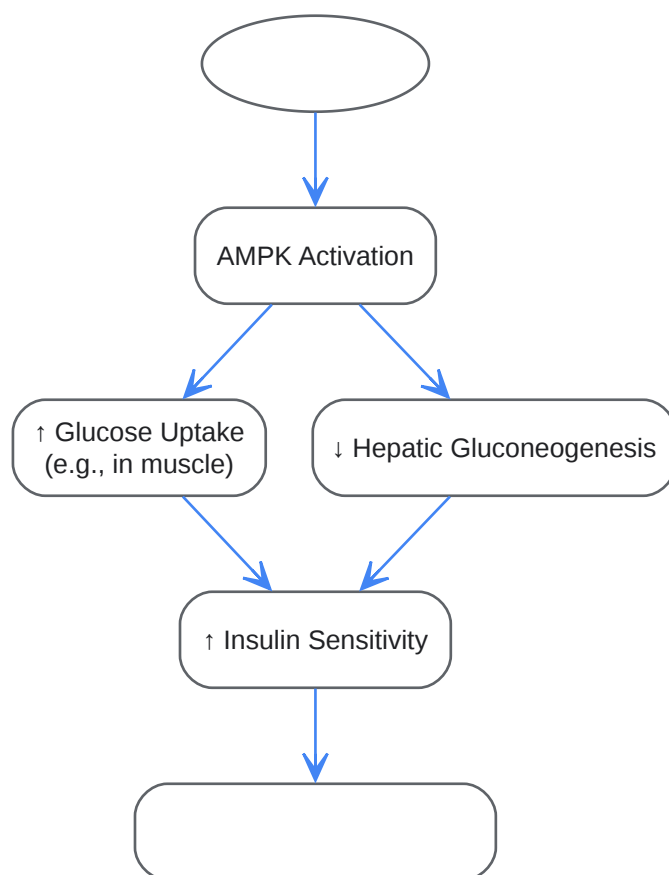 AMPK Activation
↑ Glucose Uptake
(e.g., in muscle)
↓ Hepatic Gluconeogenesis
↑ Insulin Sensitivity